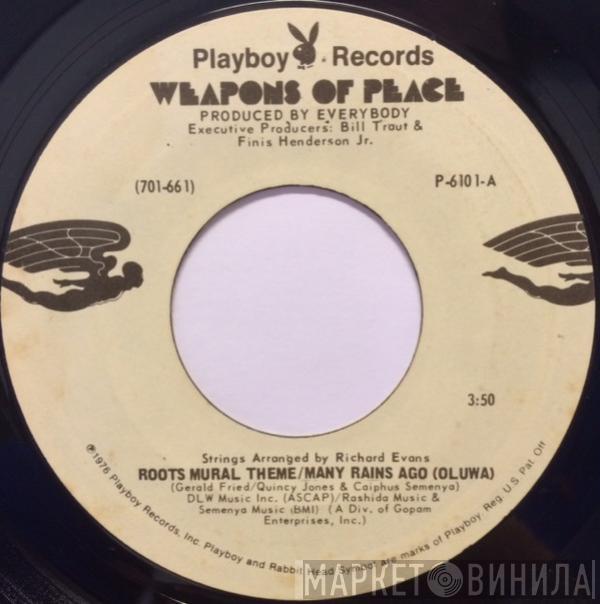 Playboy Records
WEAPONS OF PEACE
PRODUCED BY EVERYBODY
Executive Producers: Bill Traut &
Finis Henderson Jr.
(701-661)
P-6101-A
3:50
Strings Arranged by Richard Evans
ROOTS MURAL THEME/MANY RAINS AGO (OLUWA)
(Gerald Fried/Quincy Jones & Caiphus Semenya)
DLW Music Inc. (ASCAP)/Rashida Music &
Semenya Music (BMI) (A Div. of Gopam
Enterprises, Inc.)
℗1976 Playboy Records, Inc. Playboy and Rabbit Head Symbol are marks of Playboy. Reg. U.S. Pat. Off
МАРКЕТ ВИНИЛА!